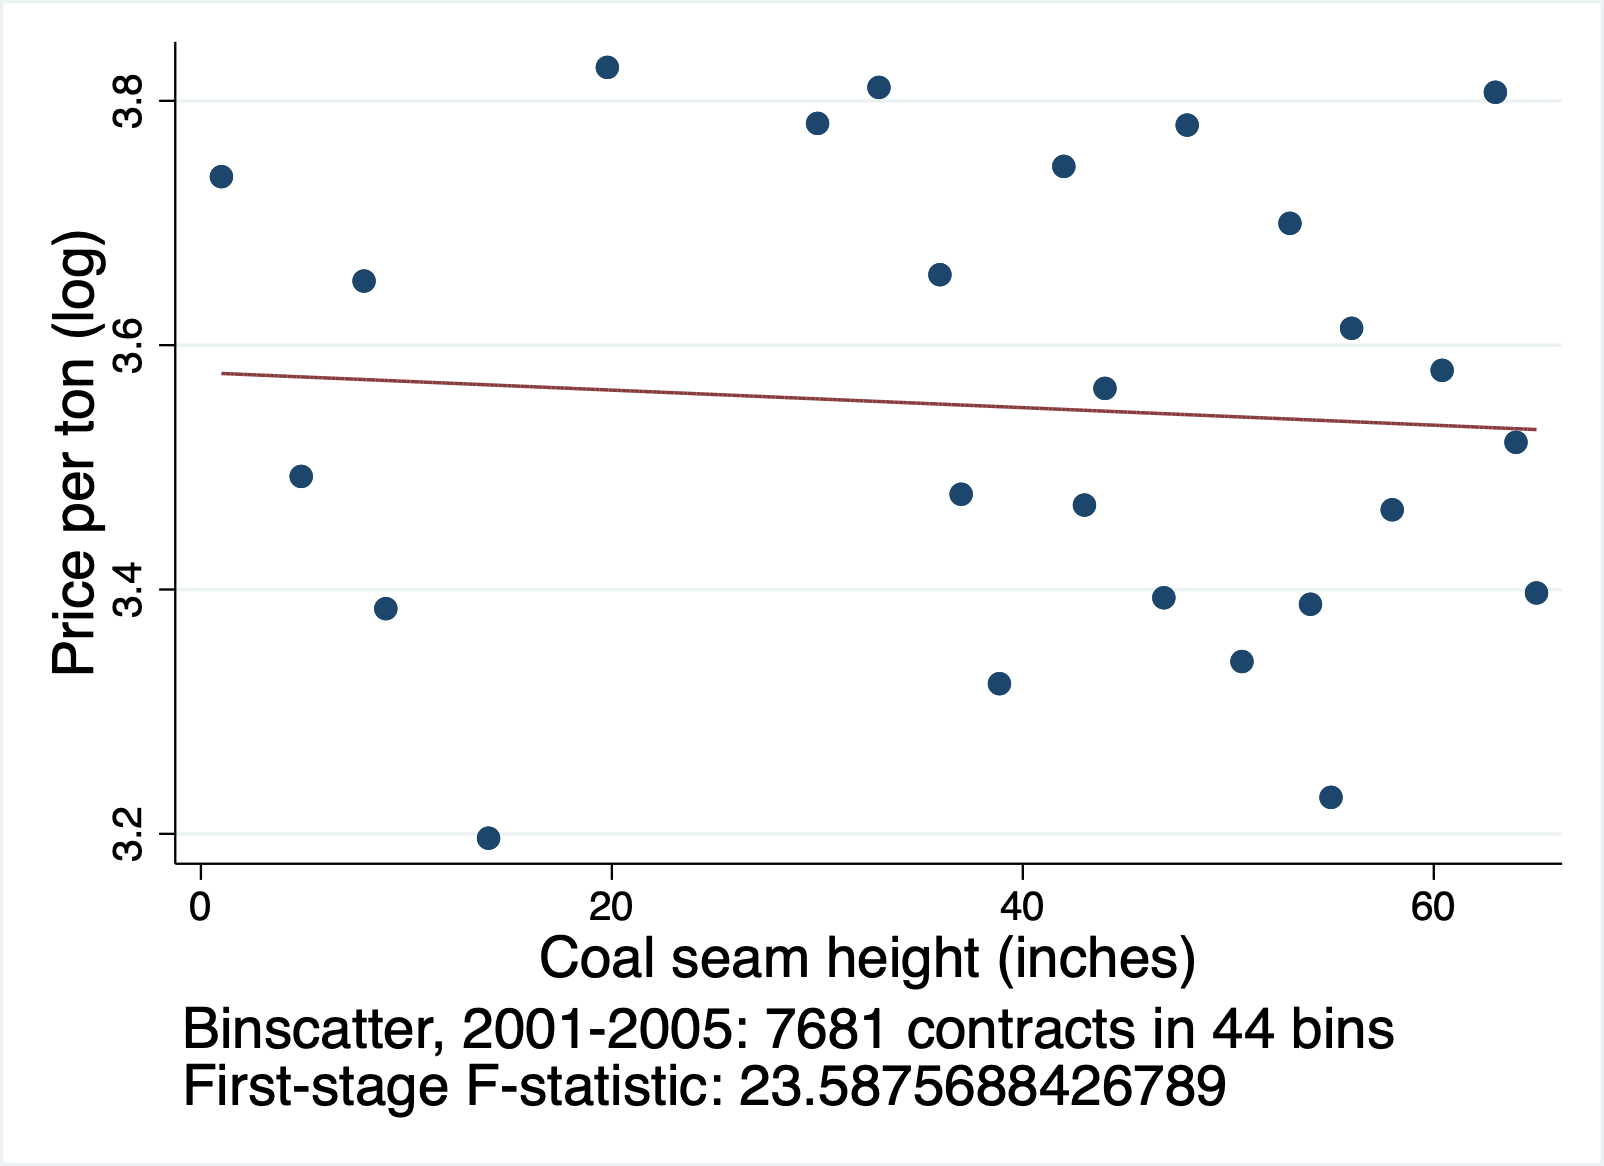 Price per ton (log)
3.8
3.6
3.4
3.2
0 20 40 60
Coal seam height (inches)
Binscatter, 2001-2005: 7681 contracts in 44 bins
First-stage F-statistic: 23.5875688426789